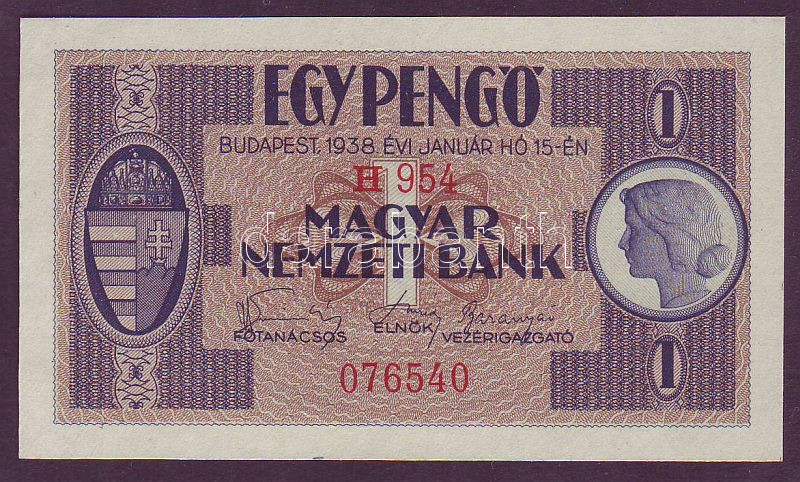 EGY PENGŐ
1
BUDAPEST, 1938 ÉVI JANUÁR HÓ 15-ÉN
H 954
MAGYAR
NEMZETI BANK
Baranyai
FŐTANÁCSOS ELNÖK VEZÉRIGAZGATÓ
1
076540